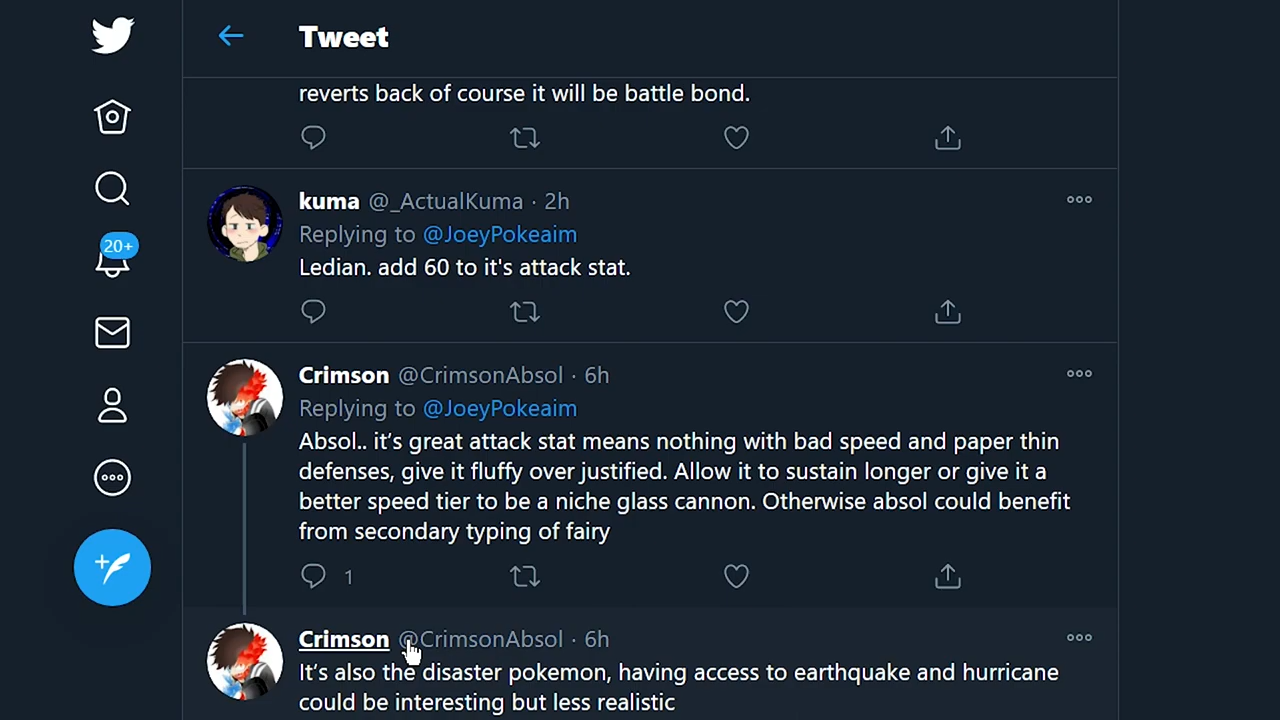 Tweet
reverts back of course it will be battle bond.
kuma @_ActualKuma · 2h
Replying to @JoeyPokeaim
Ledian. add 60 to it's attack stat.
20+
Crimson @CrimsonAbsol · 6h
Replying to @JoeyPokeaim
Absol.. it’s great attack stat means nothing with bad speed and paper thin
defenses, give it fluffy over justified. Allow it to sustain longer or give it a
better speed tier to be a niche glass cannon. Otherwise absol could benefit
from secondary typing of fairy
1
Crimson @CrimsonAbsol · 6h
It’s also the disaster pokemon, having access to earthquake and hurricane
could be interesting but less realistic